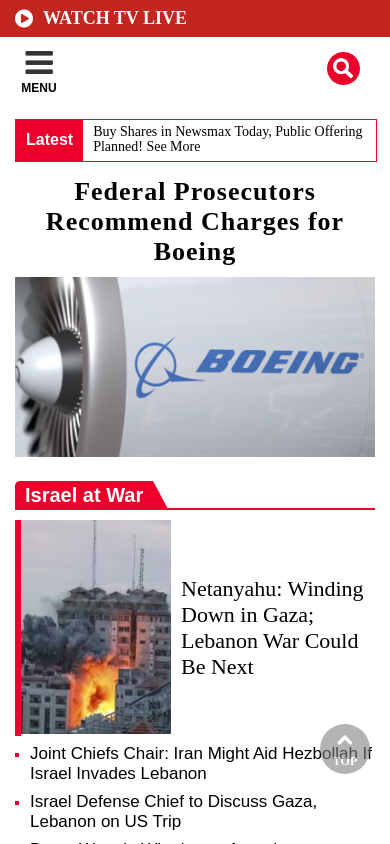 WATCH TV LIVE
MENU
Latest
Buy Shares in Newsmax Today, Public Offering
Planned! See More
Federal Prosecutors
Recommend Charges for
Boeing
BOEING
Israel at War
Netanyahu: Winding
Down in Gaza;
Lebanon War Could
Be Next
Joint Chiefs Chair: Iran Might Aid Hezbollah If
Israel Invades Lebanon
TOP
Israel Defense Chief to Discuss Gaza,
Lebanon on US Trip